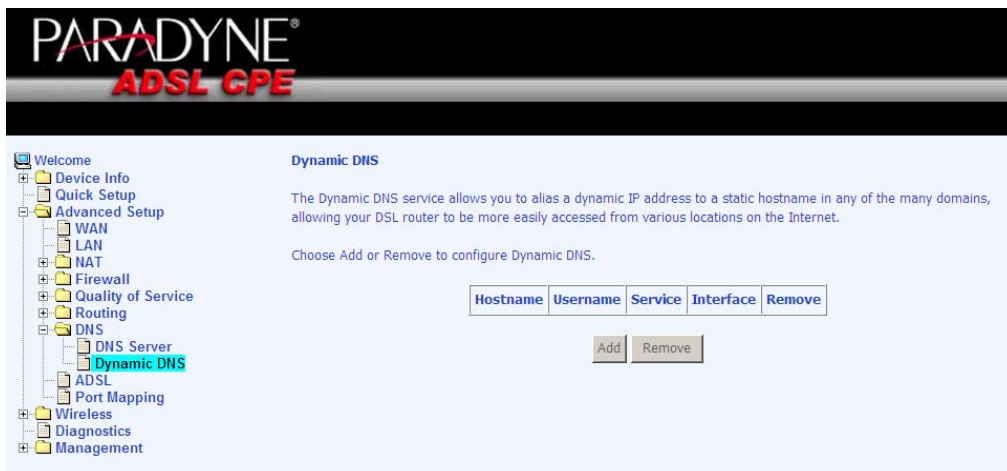 PARADYNE®
ADSL CPE
Welcome
Device Info
Quick Setup
Advanced Setup
WAN
LAN
NAT
Firewall
Quality of Service
Routing
DNS
DNS Server
Dynamic DNS
ADSL
Port Mapping
Wireless
Diagnostics
Management
Dynamic DNS
The Dynamic DNS service allows you to alias a dynamic IP address to a static hostname in any of the many domains,
allowing your DSL router to be more easily accessed from various locations on the Internet.
Choose Add or Remove to configure Dynamic DNS.
Hostname Username Service Interface Remove
Add Remove